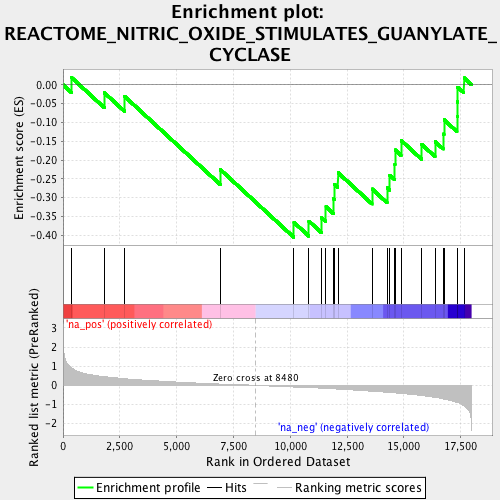 Enrichment plot:
REACTOME_NITRIC_OXIDE_STIMULATES_GUANYLATE_
CYCLASE
Enrichment score (ES)
0.00
-0.05
-0.10
-0.15
-0.20
-0.25
-0.30
-0.35
-0.40
'na_pos' (positively correlated)
Ranked list metric (PreRanked)
3
2
1
0
-1
-2
Zero cross at 8480
'na_neg' (negatively correlated)
0
2,500
5,000
7,500
10,000
12,500
15,000
17,500
Rank in Ordered Dataset
Enrichment profile
Hits
Ranking metric scores